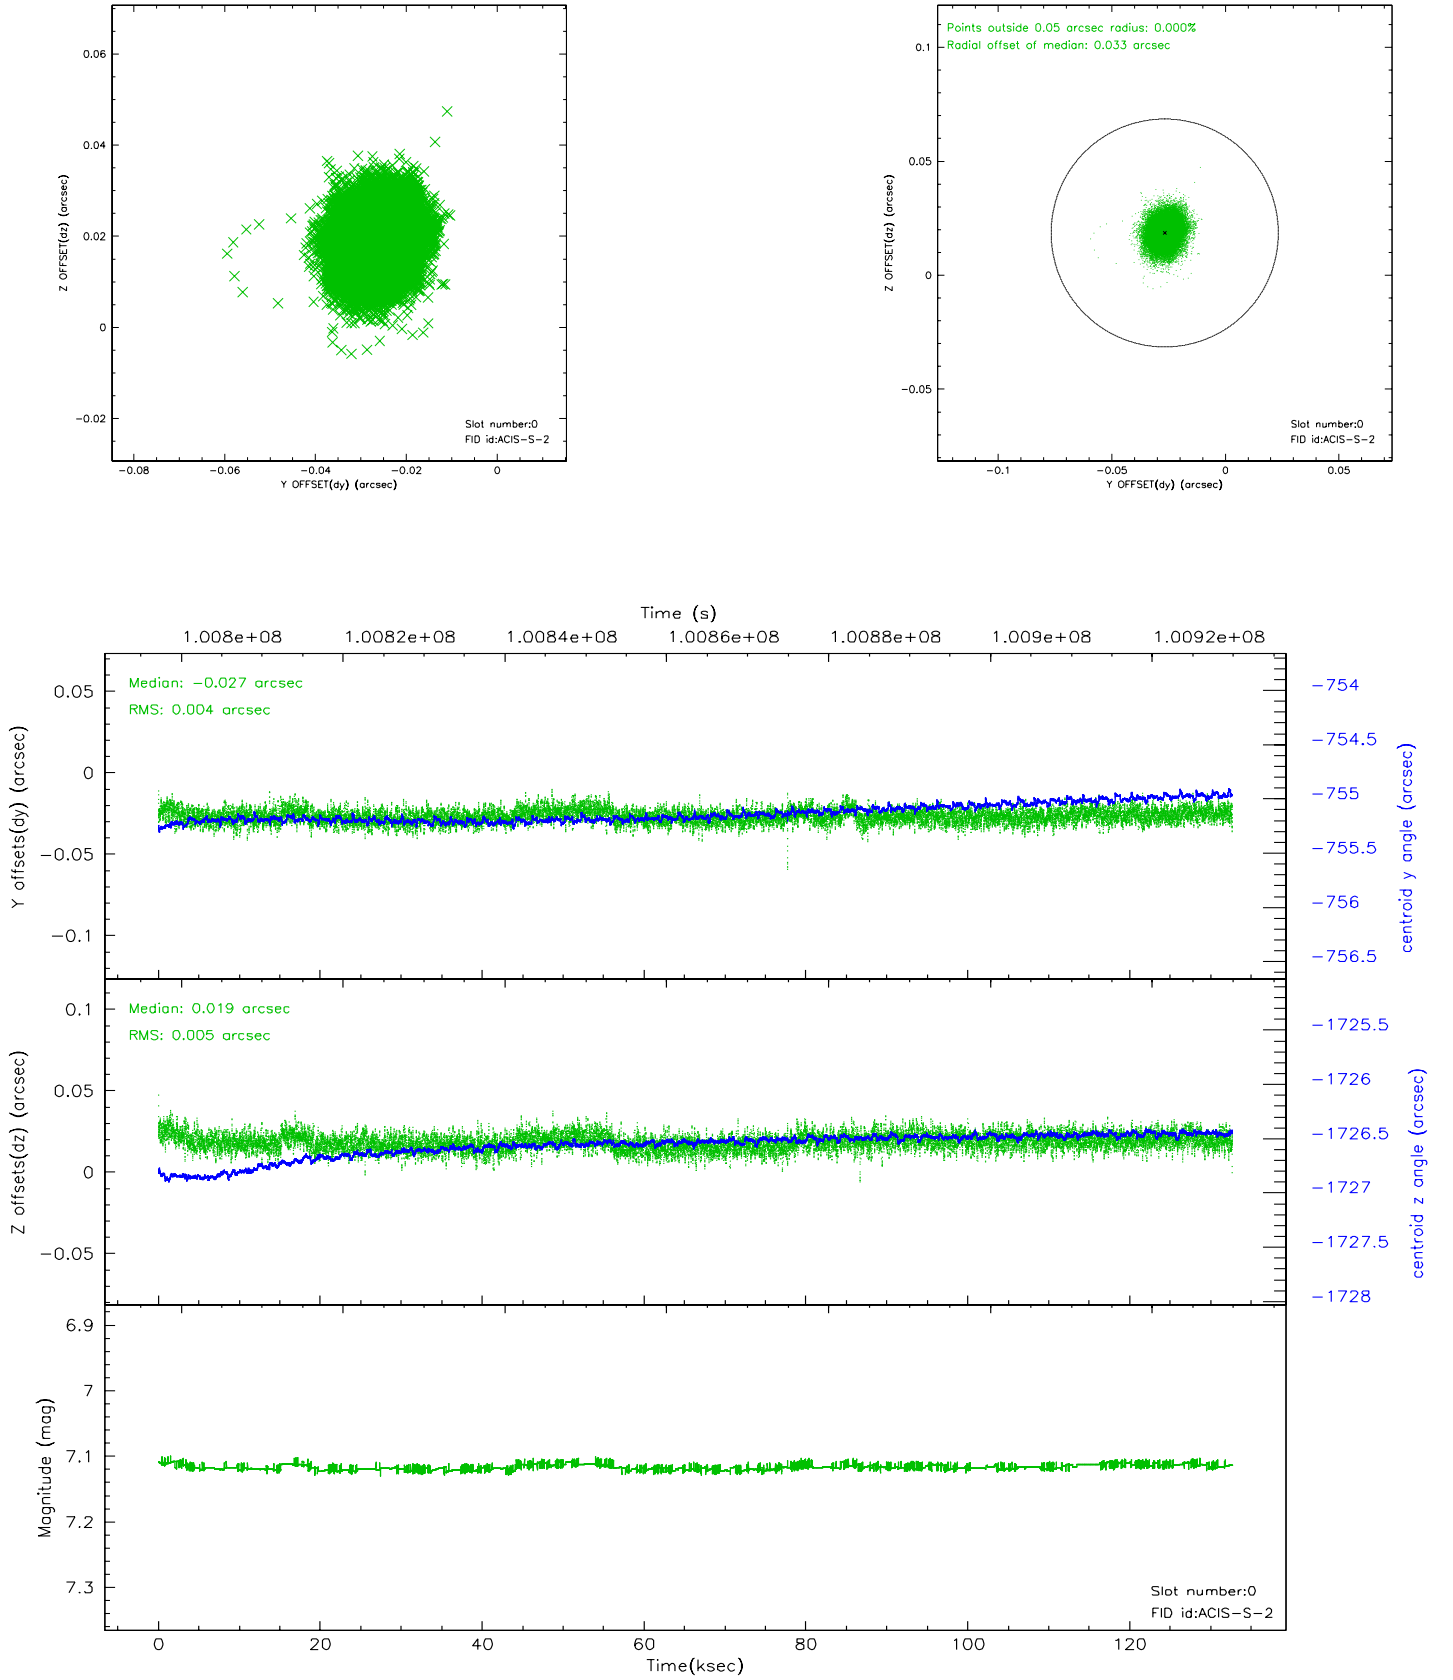 0.06
0.04
0.02
0
−0.02
Z OFFSET(dz) (arcsec)
Slot number:0
FID id:ACIS−S−2
−0.08 −0.06 −0.04 −0.02 0
Y OFFSET(dy) (arcsec)
Points outside 0.05 arcsec radius: 0.000%
Radial offset of median: 0.033 arcsec
0.1
0.05
0
−0.05
Z OFFSET(dz) (arcsec)
Slot number:0
FID id:ACIS−S−2
−0.1 −0.05 0 0.05
Y OFFSET(dy) (arcsec)
Time (s)
1.008e+08 1.0082e+08 1.0084e+08 1.0086e+08 1.0088e+08 1.009e+08 1.0092e+08
Median: −0.027 arcsec
RMS: 0.004 arcsec
0.05
0
−0.05
−0.1
Y offsets(dy) (arcsec)
−754
−754.5
−755
−755.5
−756
−756.5
centroid y angle (arcsec)
Median: 0.019 arcsec
RMS: 0.005 arcsec
0.1
0.05
0
−0.05
Z offsets(dz) (arcsec)
−1725.5
−1726
−1726.5
−1727
−1727.5
−1728
centroid z angle (arcsec)
6.9
7
7.1
7.2
7.3
Magnitude (mag)
Slot number:0
FID id:ACIS−S−2
0 20 40 60 80 100 120
Time(ksec)